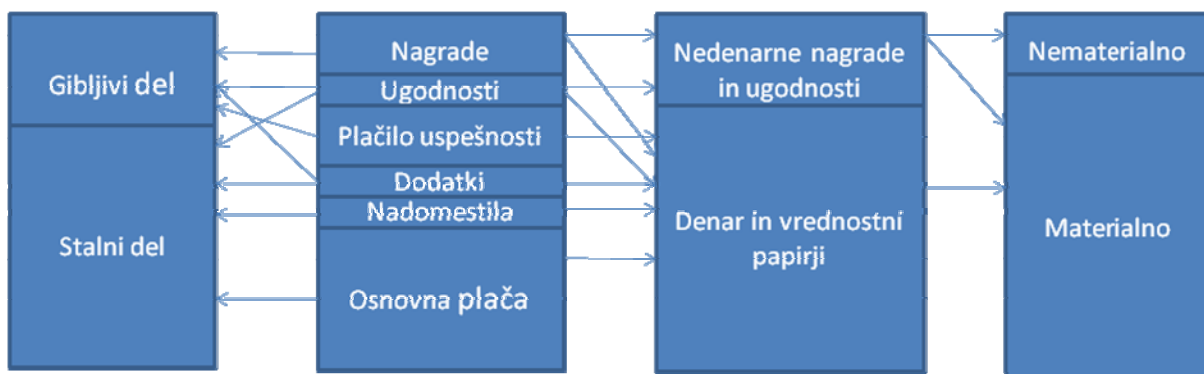 Gibljivi del
Stalni del
Nagrade
Ugodnosti
Plačilo uspešnosti
Dodatki
Nadomestila
Osnovna plača
Nedenarne nagrade
in ugodnosti
Denar in vrednostni
papirji
Nematerialno
Materialno